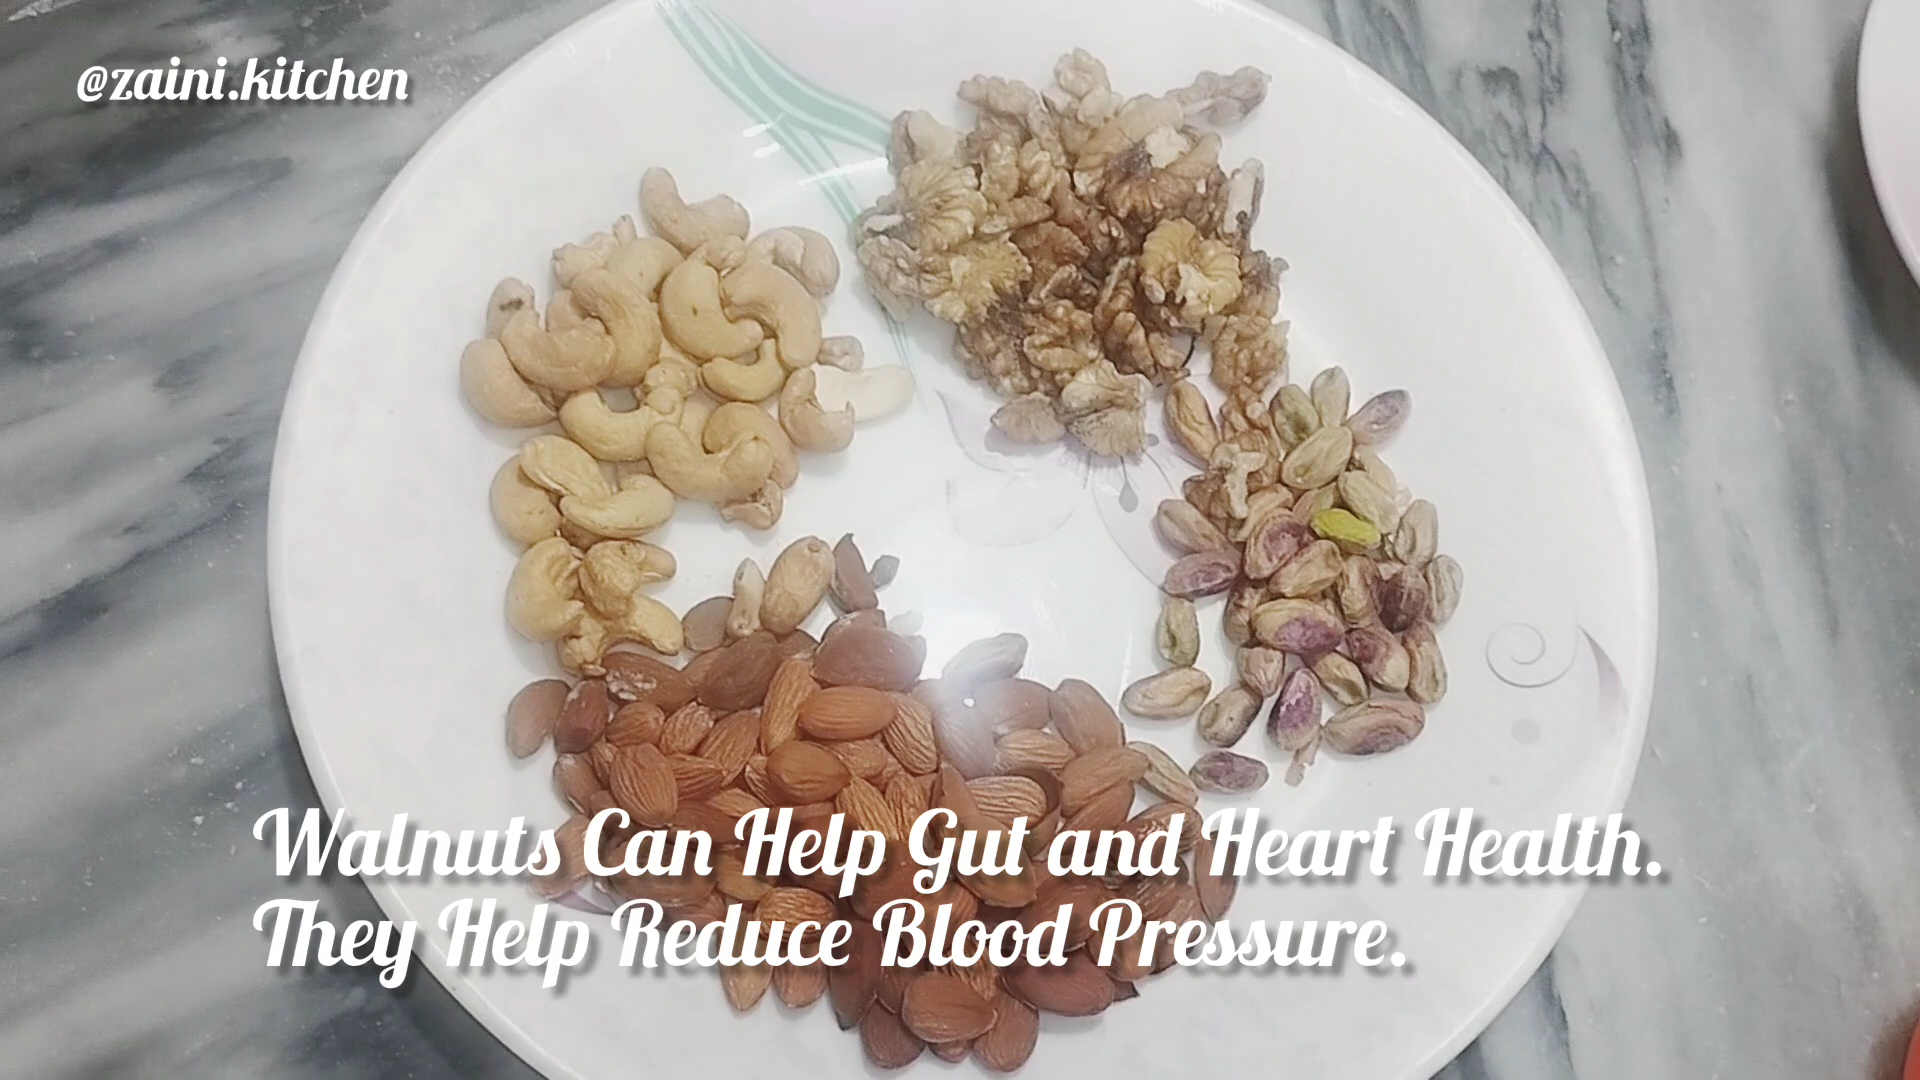 @zaini.kitchen
Walnuts Can Help Gut and Heart Health.
They Help Reduce Blood Pressure.